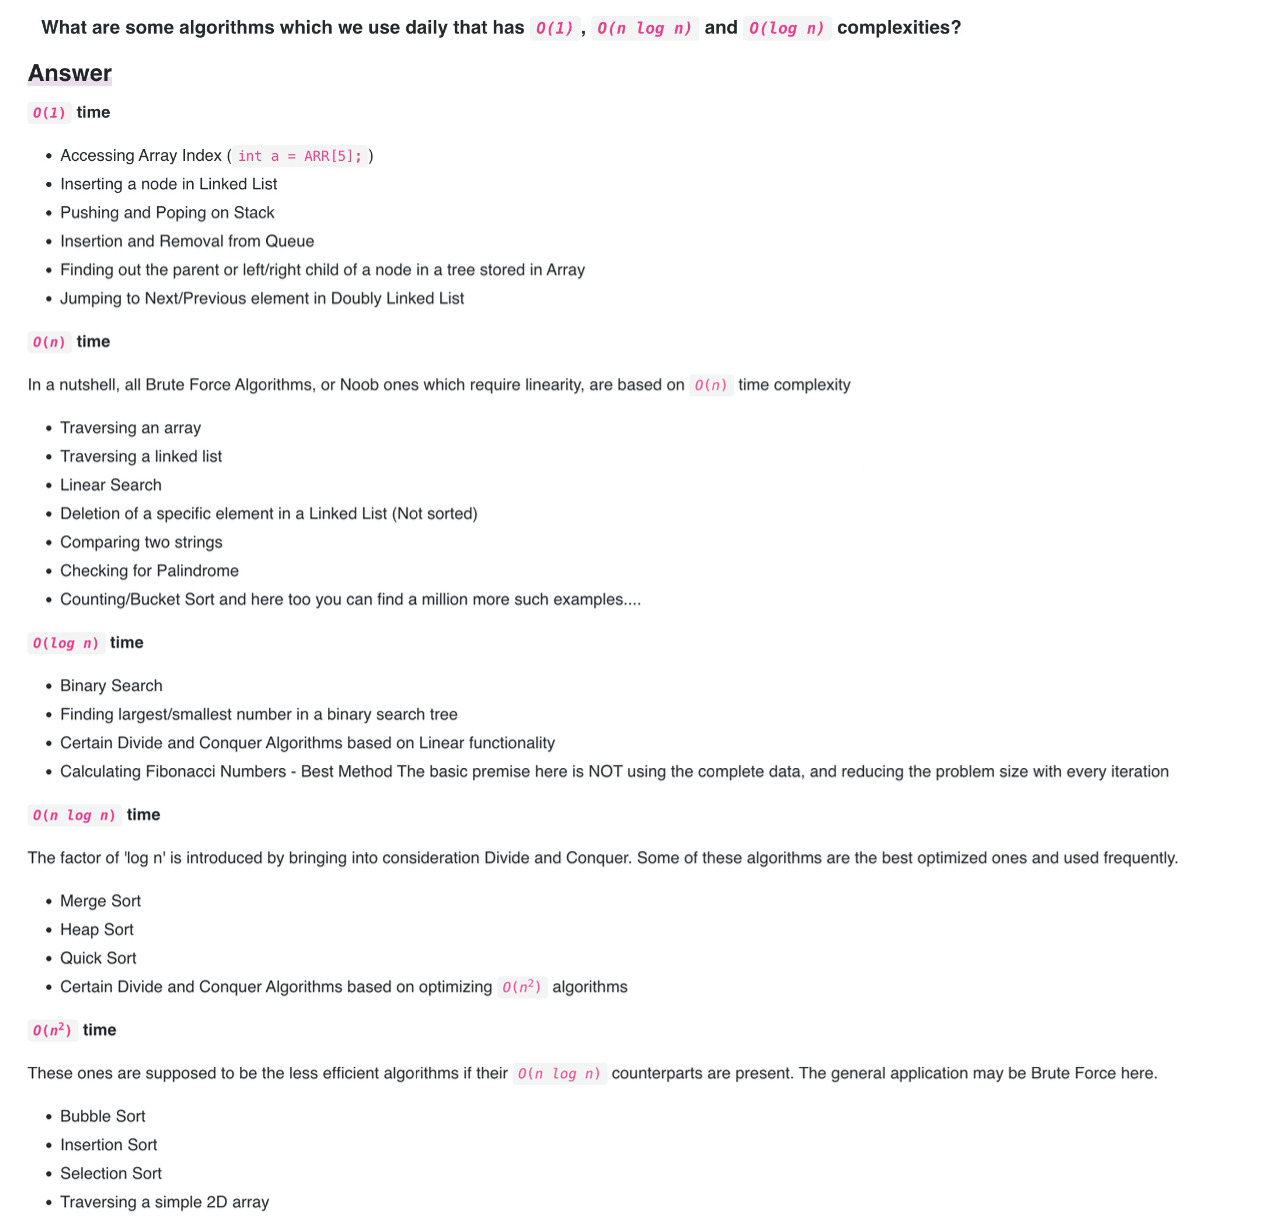 What are some algorithms which we use daily that has O(1), O(n log n) and O(log n) complexities?
Answer
O(1) time
• Accessing Array Index (int a = ARR[5];)
• Inserting a node in Linked List
• Pushing and Poping on Stack
• Insertion and Removal from Queue
• Finding out the parent or left/right child of a node in a tree stored in Array
• Jumping to Next/Previous element in Doubly Linked List
O(n) time
In a nutshell, all Brute Force Algorithms, or Noob ones which require linearity, are based on O(n) time complexity
• Traversing an array
• Traversing a linked list
• Linear Search
• Deletion of a specific element in a Linked List (Not sorted)
• Comparing two strings
• Checking for Palindrome
• Counting/Bucket Sort and here too you can find a million more such examples....
O(log n) time
• Binary Search
• Finding largest/smallest number in a binary search tree
• Certain Divide and Conquer Algorithms based on Linear functionality
• Calculating Fibonacci Numbers - Best Method The basic premise here is NOT using the complete data, and reducing the problem size with every iteration
O(n log n) time
The factor of 'log n' is introduced by bringing into consideration Divide and Conquer. Some of these algorithms are the best optimized ones and used frequently.
• Merge Sort
• Heap Sort
• Quick Sort
• Certain Divide and Conquer Algorithms based on optimizing O(n²) algorithms
O(n²) time
These ones are supposed to be the less efficient algorithms if their O(n log n) counterparts are present. The general application may be Brute Force here.
• Bubble Sort
• Insertion Sort
• Selection Sort
• Traversing a simple 2D array